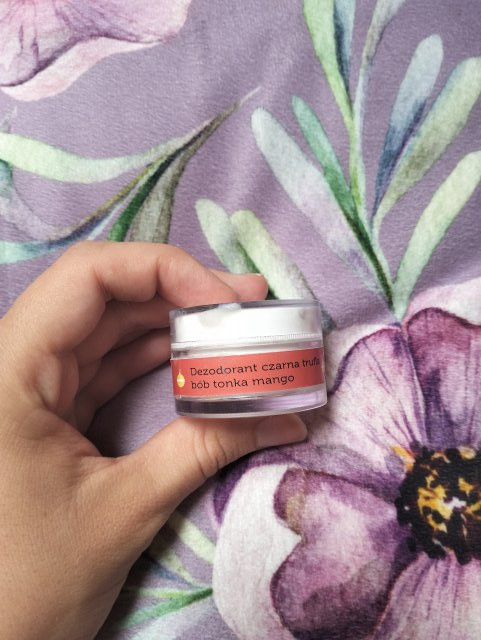 Dezodorant czarna trufla
bób tonka mango